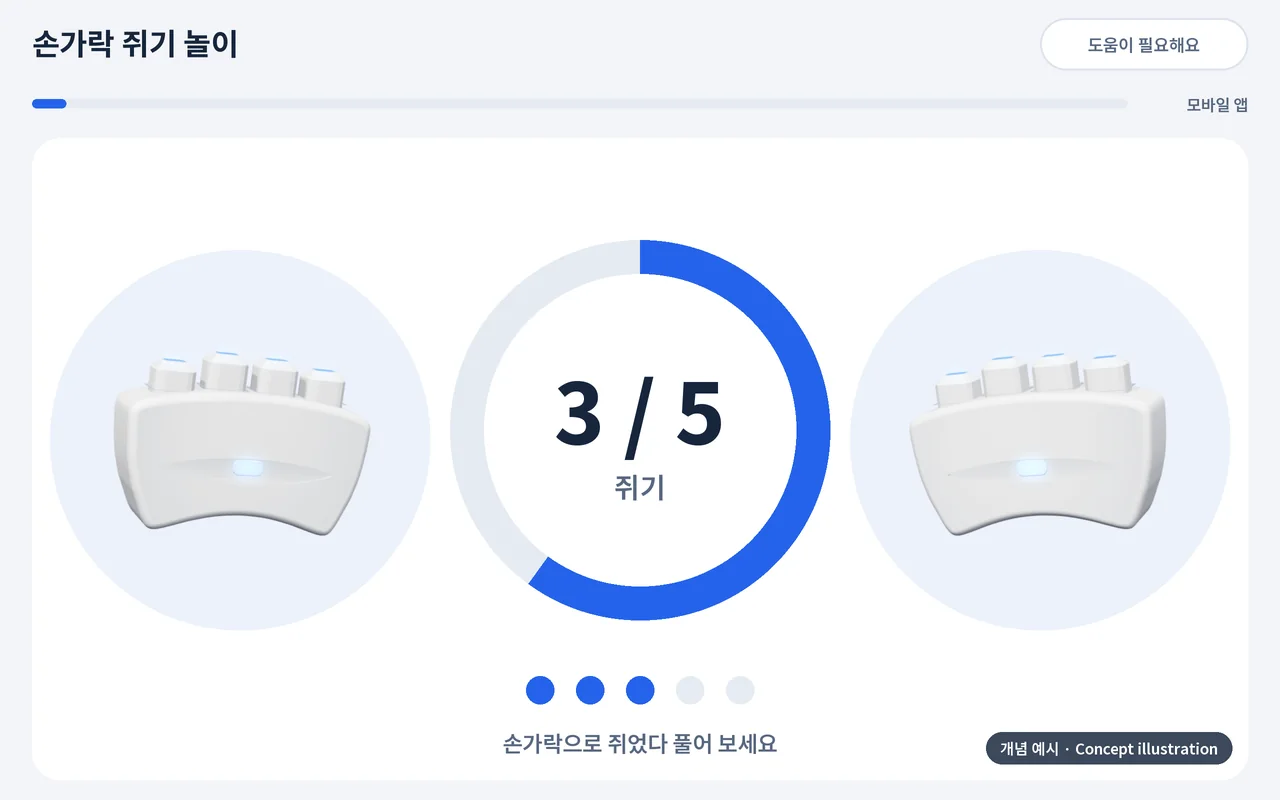 손가락 쥐기 놀이
도움이 필요해요
모바일 앱
3 / 5
쥐기
손가락으로 쥐었다 풀어 보세요
개념 예시 · Concept illustration